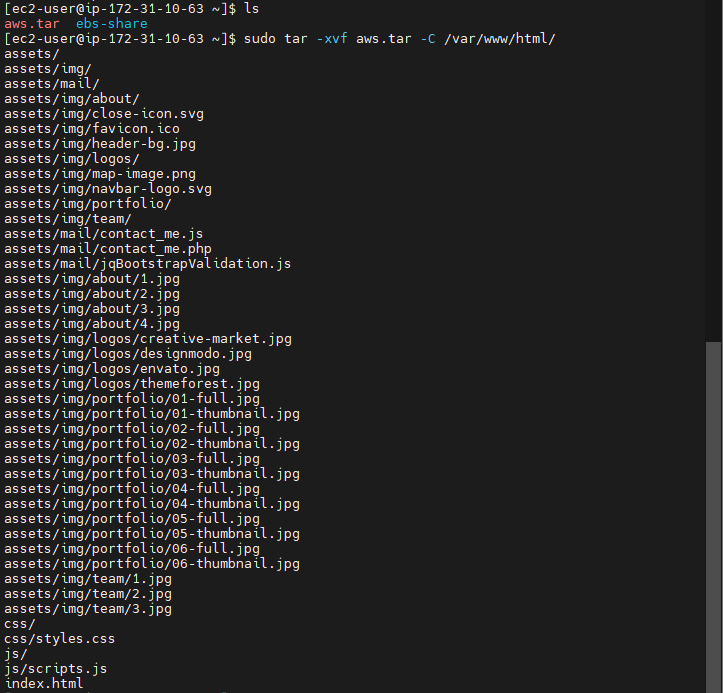 [ec2-user@ip-172-31-10-63 ~]$ ls
aws.tar  ebs-share
[ec2-user@ip-172-31-10-63 ~]$ sudo tar -xvf aws.tar -C /var/www/html/
assets/
assets/img/
assets/mail/
assets/img/about/
assets/img/close-icon.svg
assets/img/favicon.ico
assets/img/header-bg.jpg
assets/img/logos/
assets/img/map-image.png
assets/img/navbar-logo.svg
assets/img/portfolio/
assets/img/team/
assets/mail/contact_me.js
assets/mail/contact_me.php
assets/mail/jqBootstrapValidation.js
assets/img/about/1.jpg
assets/img/about/2.jpg
assets/img/about/3.jpg
assets/img/about/4.jpg
assets/img/logos/creative-market.jpg
assets/img/logos/designmodo.jpg
assets/img/logos/envato.jpg
assets/img/logos/themeforest.jpg
assets/img/portfolio/01-full.jpg
assets/img/portfolio/01-thumbnail.jpg
assets/img/portfolio/02-full.jpg
assets/img/portfolio/02-thumbnail.jpg
assets/img/portfolio/03-full.jpg
assets/img/portfolio/03-thumbnail.jpg
assets/img/portfolio/04-full.jpg
assets/img/portfolio/04-thumbnail.jpg
assets/img/portfolio/05-full.jpg
assets/img/portfolio/05-thumbnail.jpg
assets/img/portfolio/06-full.jpg
assets/img/portfolio/06-thumbnail.jpg
assets/img/team/1.jpg
assets/img/team/2.jpg
assets/img/team/3.jpg
css/
css/styles.css
js/
js/scripts.js
index.html